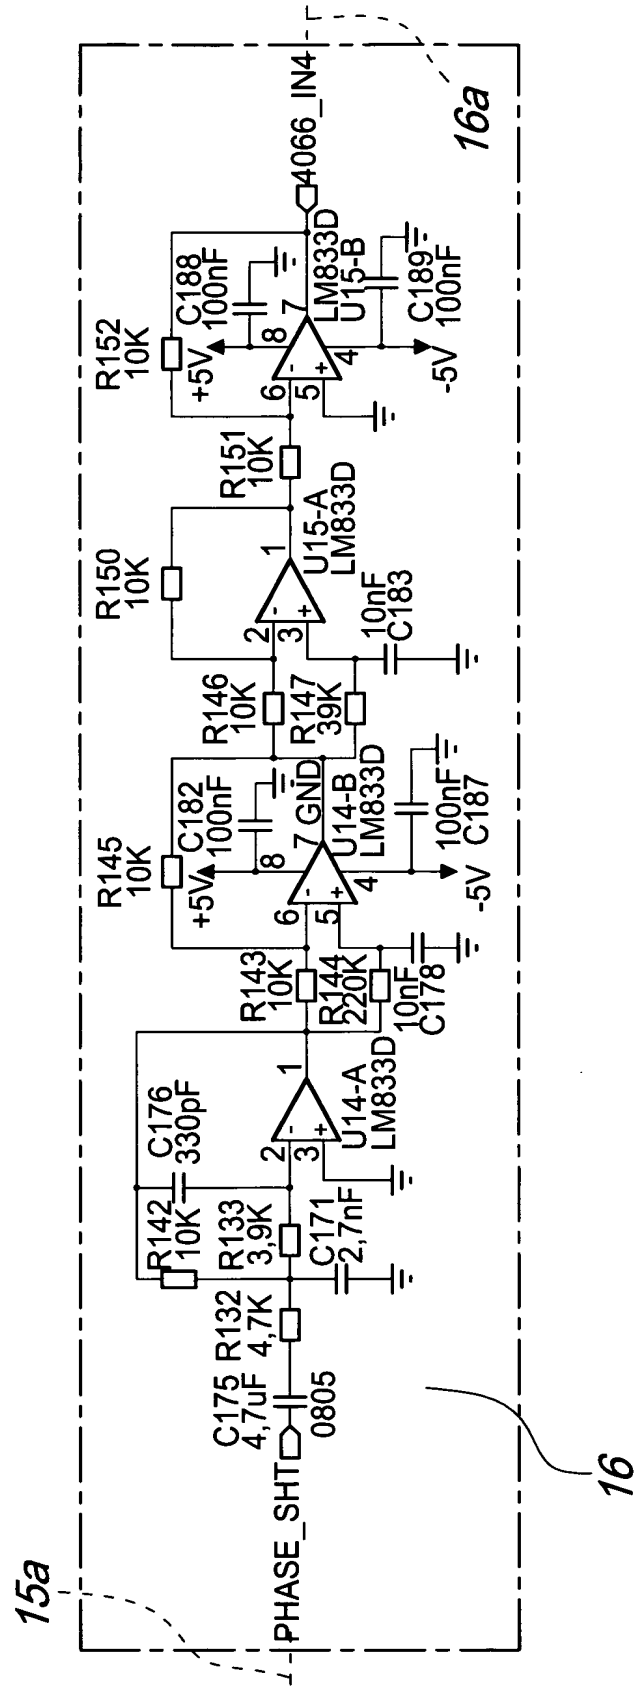 15a
PHASE_SHT
C175
4,7uF
0805
R132
4,7K
R142
10K
C176
330pF
R133
3,9K
C171
2,7nF
2
3
1
U14-A
LM833D
R143
10K
R144
220K
10nF
C178
R145
10K
+5V
C182
100nF
6
5
8
7
4
GND
U14-B
LM833D
-5V
100nF
C187
R146
10K
R147
39K
R150
10K
2
3
1
U15-A
LM833D
10nF
C183
R151
10K
R152
10K
+5V
C188
100nF
6
5
8
7
4
LM833D
U15-B
-5V
C189
100nF
4066_IN4
16a
16